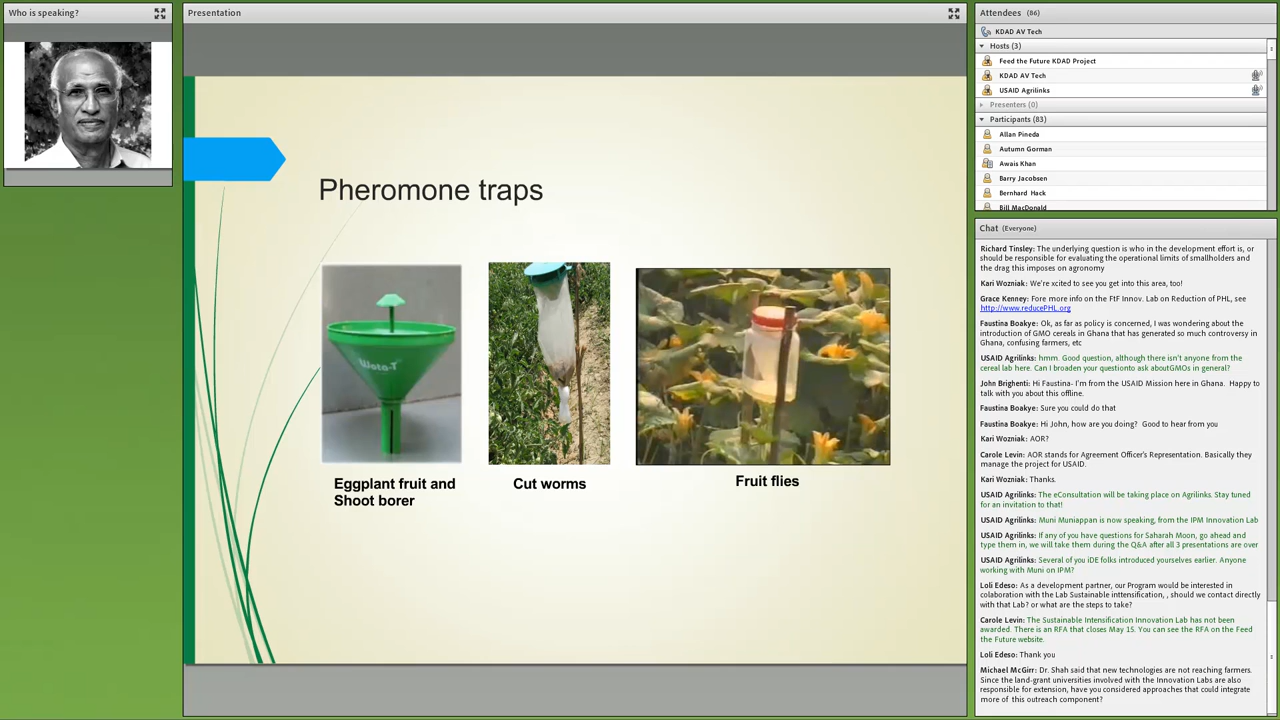 Who is speaking?
Presentation
Pheromone traps
Eggplant fruit and
Shoot borer
Cut worms
Fruit flies
Attendees (86)
KDAD AV Tech
Hosts (3)
Feed the Future KDAD Project
KDAD AV Tech
USAID Agrilinks
Presenters (0)
Participants (83)
Allan Pineda
Autumn Gorman
Awais Khan
Barry Jacobsen
Bernhard Hack
Bill MacDonald
Chat (Everyone)
Richard Tinsley: The underlying question is who in the development effort is, or
should be responsible for evaluating the operational limits of smallholders and
the drag this imposes on agronomy
Kari Wozniak: We're xcited to see you get into this area, too!
Grace Kenney: Fore more info on the FtF Innov. Lab on Reduction of PHL, see
http://www.reducePHL.org
Faustina Boakye: Ok, as far as policy is concerned, I was wondering about the
introduction of GMO cereals in Ghana that has generated so much controversy in
Ghana, confusing farmers, etc
USAID Agrilinks: hmm. Good question, although there isn't anyone from the
cereal lab here. Can I broaden your questionto ask aboutGMOs in general?
John Brighenti: Hi Faustina- I'm from the USAID Mission here in Ghana. Happy to
talk with you about this offline.
Faustina Boakye: Sure you could do that
Faustina Boakye: Hi John, how are you doing? Good to hear from you
Kari Wozniak: AOR?
Carole Levin: AOR stands for Agreement Officer's Representation. Basically they
manage the project for USAID.
Kari Wozniak: Thanks.
USAID Agrilinks: The eConsultation will be taking place on Agrilinks. Stay tuned
for an invitation to that!
USAID Agrilinks: Muni Muniappan is now speaking, from the IPM Innovation Lab
USAID Agrilinks: If any of you have questions for Saharah Moon, go ahead and
type them in, we will take them during the Q&A after all 3 presentations are over
USAID Agrilinks: Several of you iDE folks introduced yourselves earlier. Anyone
working with Muni on IPM?
Loli Edeso: As a development partner, our Program would be interested in
colaboration with the Lab Sustainable inttensification, , should we contact directly
with that Lab? or what are the steps to take?
Carole Levin: The Sustainable Intensification Innovation Lab has not been
awarded. There is an RFA that closes May 15. You can see the RFA on the Feed
the Future website.
Loli Edeso: Thank you
Michael McGirr: Dr. Shah said that new technologies are not reaching farmers.
Since the land-grant universities involved with the Innovation Labs are also
responsible for extension, have you considered approaches that could integrate
more of this outreach component?